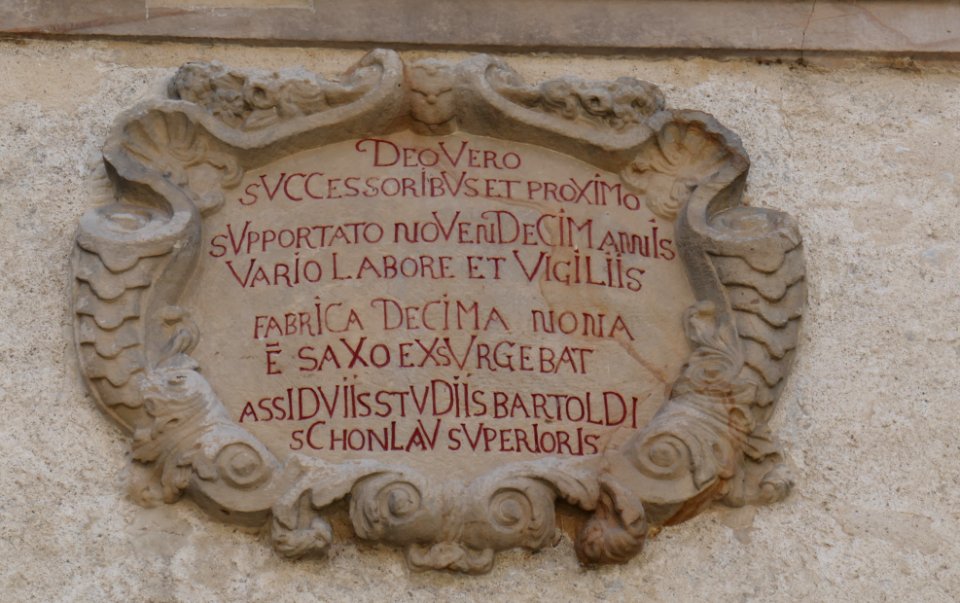 DEO VERO
SVCCESSORIBVS ET PROXIMO
SVPPORTATO NOVENDECIM ANNIS
VARIO LABORE ET VIGILIIS
FABRICA DECIMA NONA
Ē SAXO EXSVRGEBAT
ASSIDVIIS STVDIIS BARTOLDI
SCHONLAV SVPERIORIS